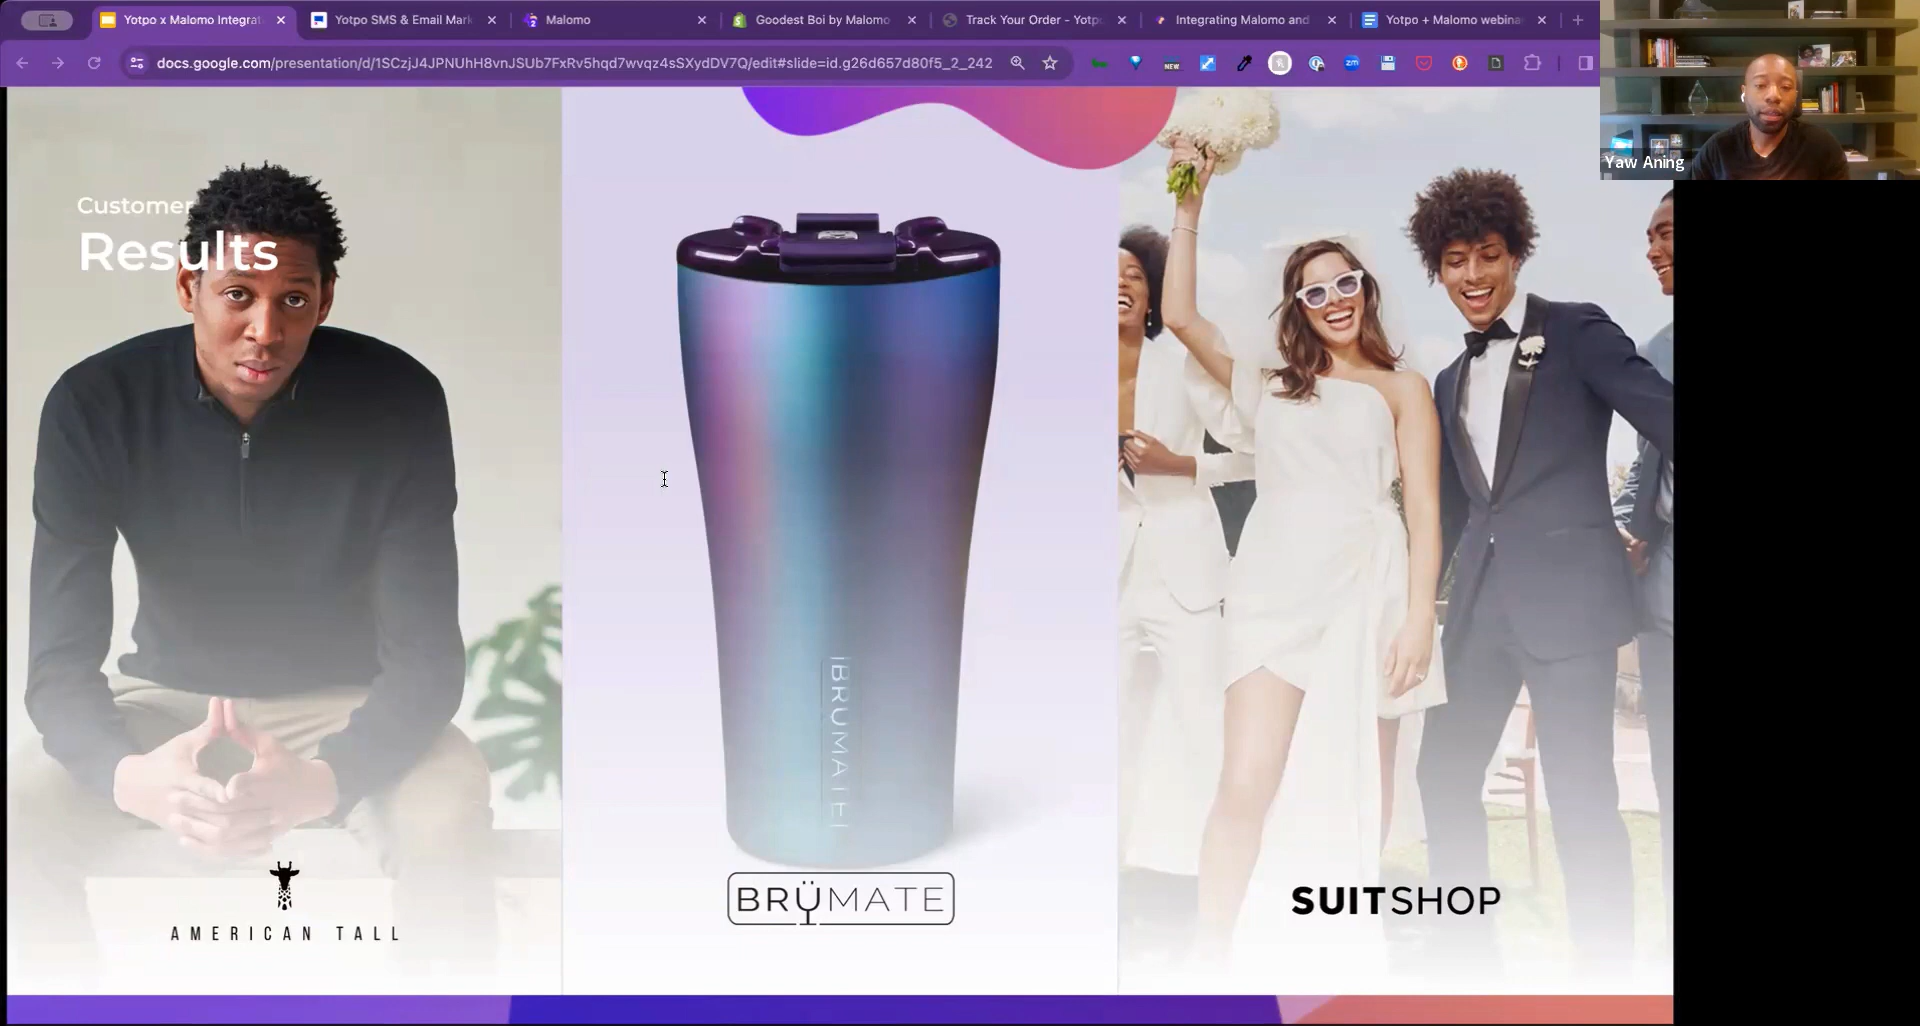 Yotpo x Malomo Integrat
Yotpo SMS & Email Mark
Malomo
Goodest Boi by Malomo
Track Your Order - Yotp
Integrating Malomo and
Yotpo + Malomo webina
docs.google.com/presentation/d/1SCzjJ4JPNUhH8vnJSUb7FxRv5hqd7wvqz4sSXydDV7Q/edit#slide=id.g26d657d80f5_2_242
NEW
zm
Yaw Aning
Customer
Results
BRUMATE
AMERICAN TALL
BRÜMATE
SUITSHOP